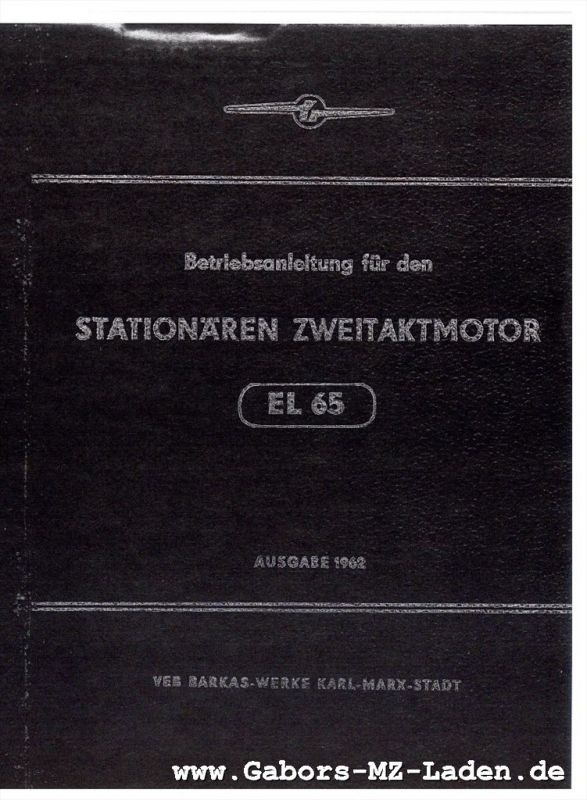 Betriebsanleitung für den
STATIONÄREN ZWEITAKTMOTOR
EL 65
AUSGABE 1962
VEB BARKAS-WERKE KARL-MARX-STADT
www.Gabors-MZ-Laden.de